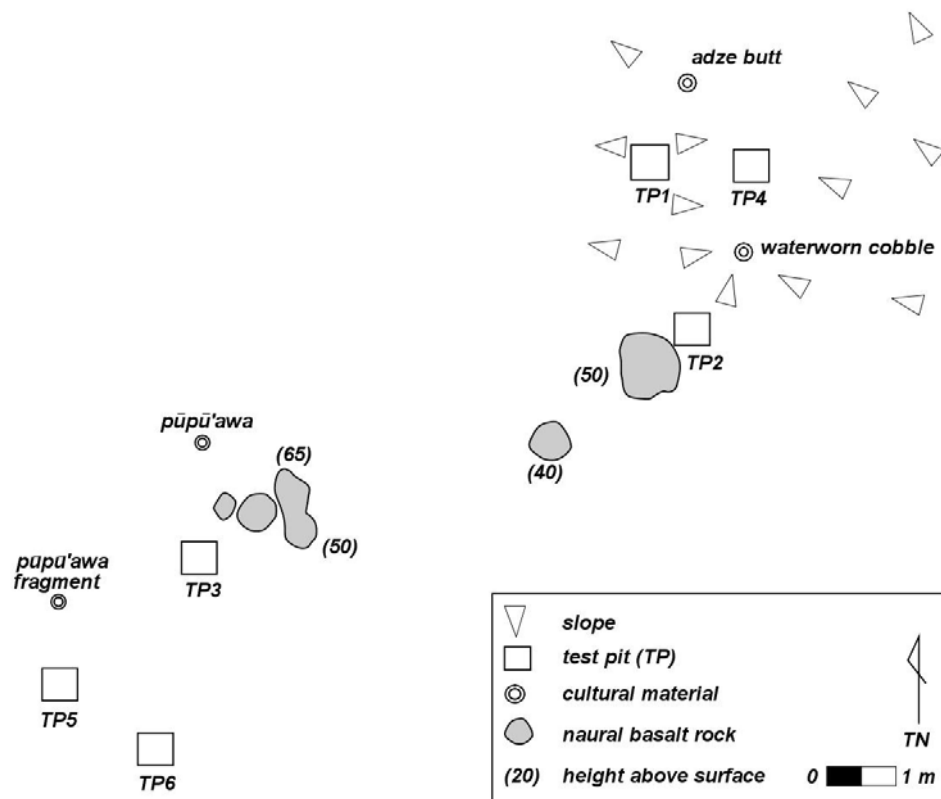 adze butt
TP1
TP4
waterworn cobble
TP2
(50)
(40)
pūpū'awa
(65)
(50)
pūpū'awa
fragment
TP3
TP5
TP6
slope
test pit (TP)
cultural material
naural basalt rock
(20) height above surface
TN
0 1 m